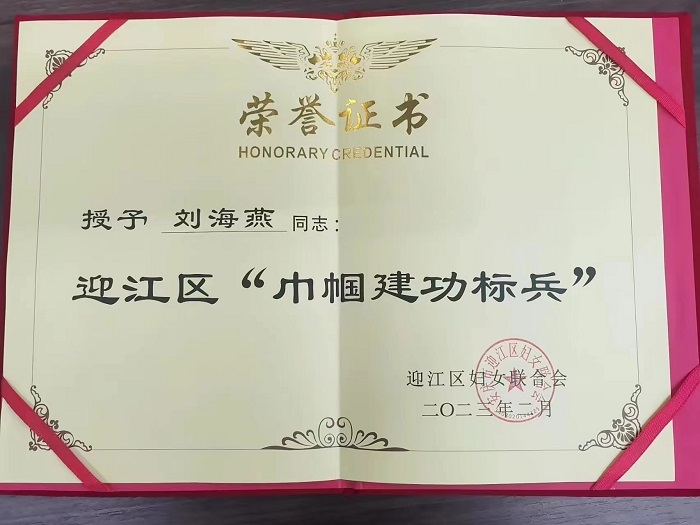 荣誉证书
HONORARY CREDENTIAL
授予 刘海燕 同志：
迎江区“巾帼建功标兵”
迎江区妇女联合会
二〇二三年二月